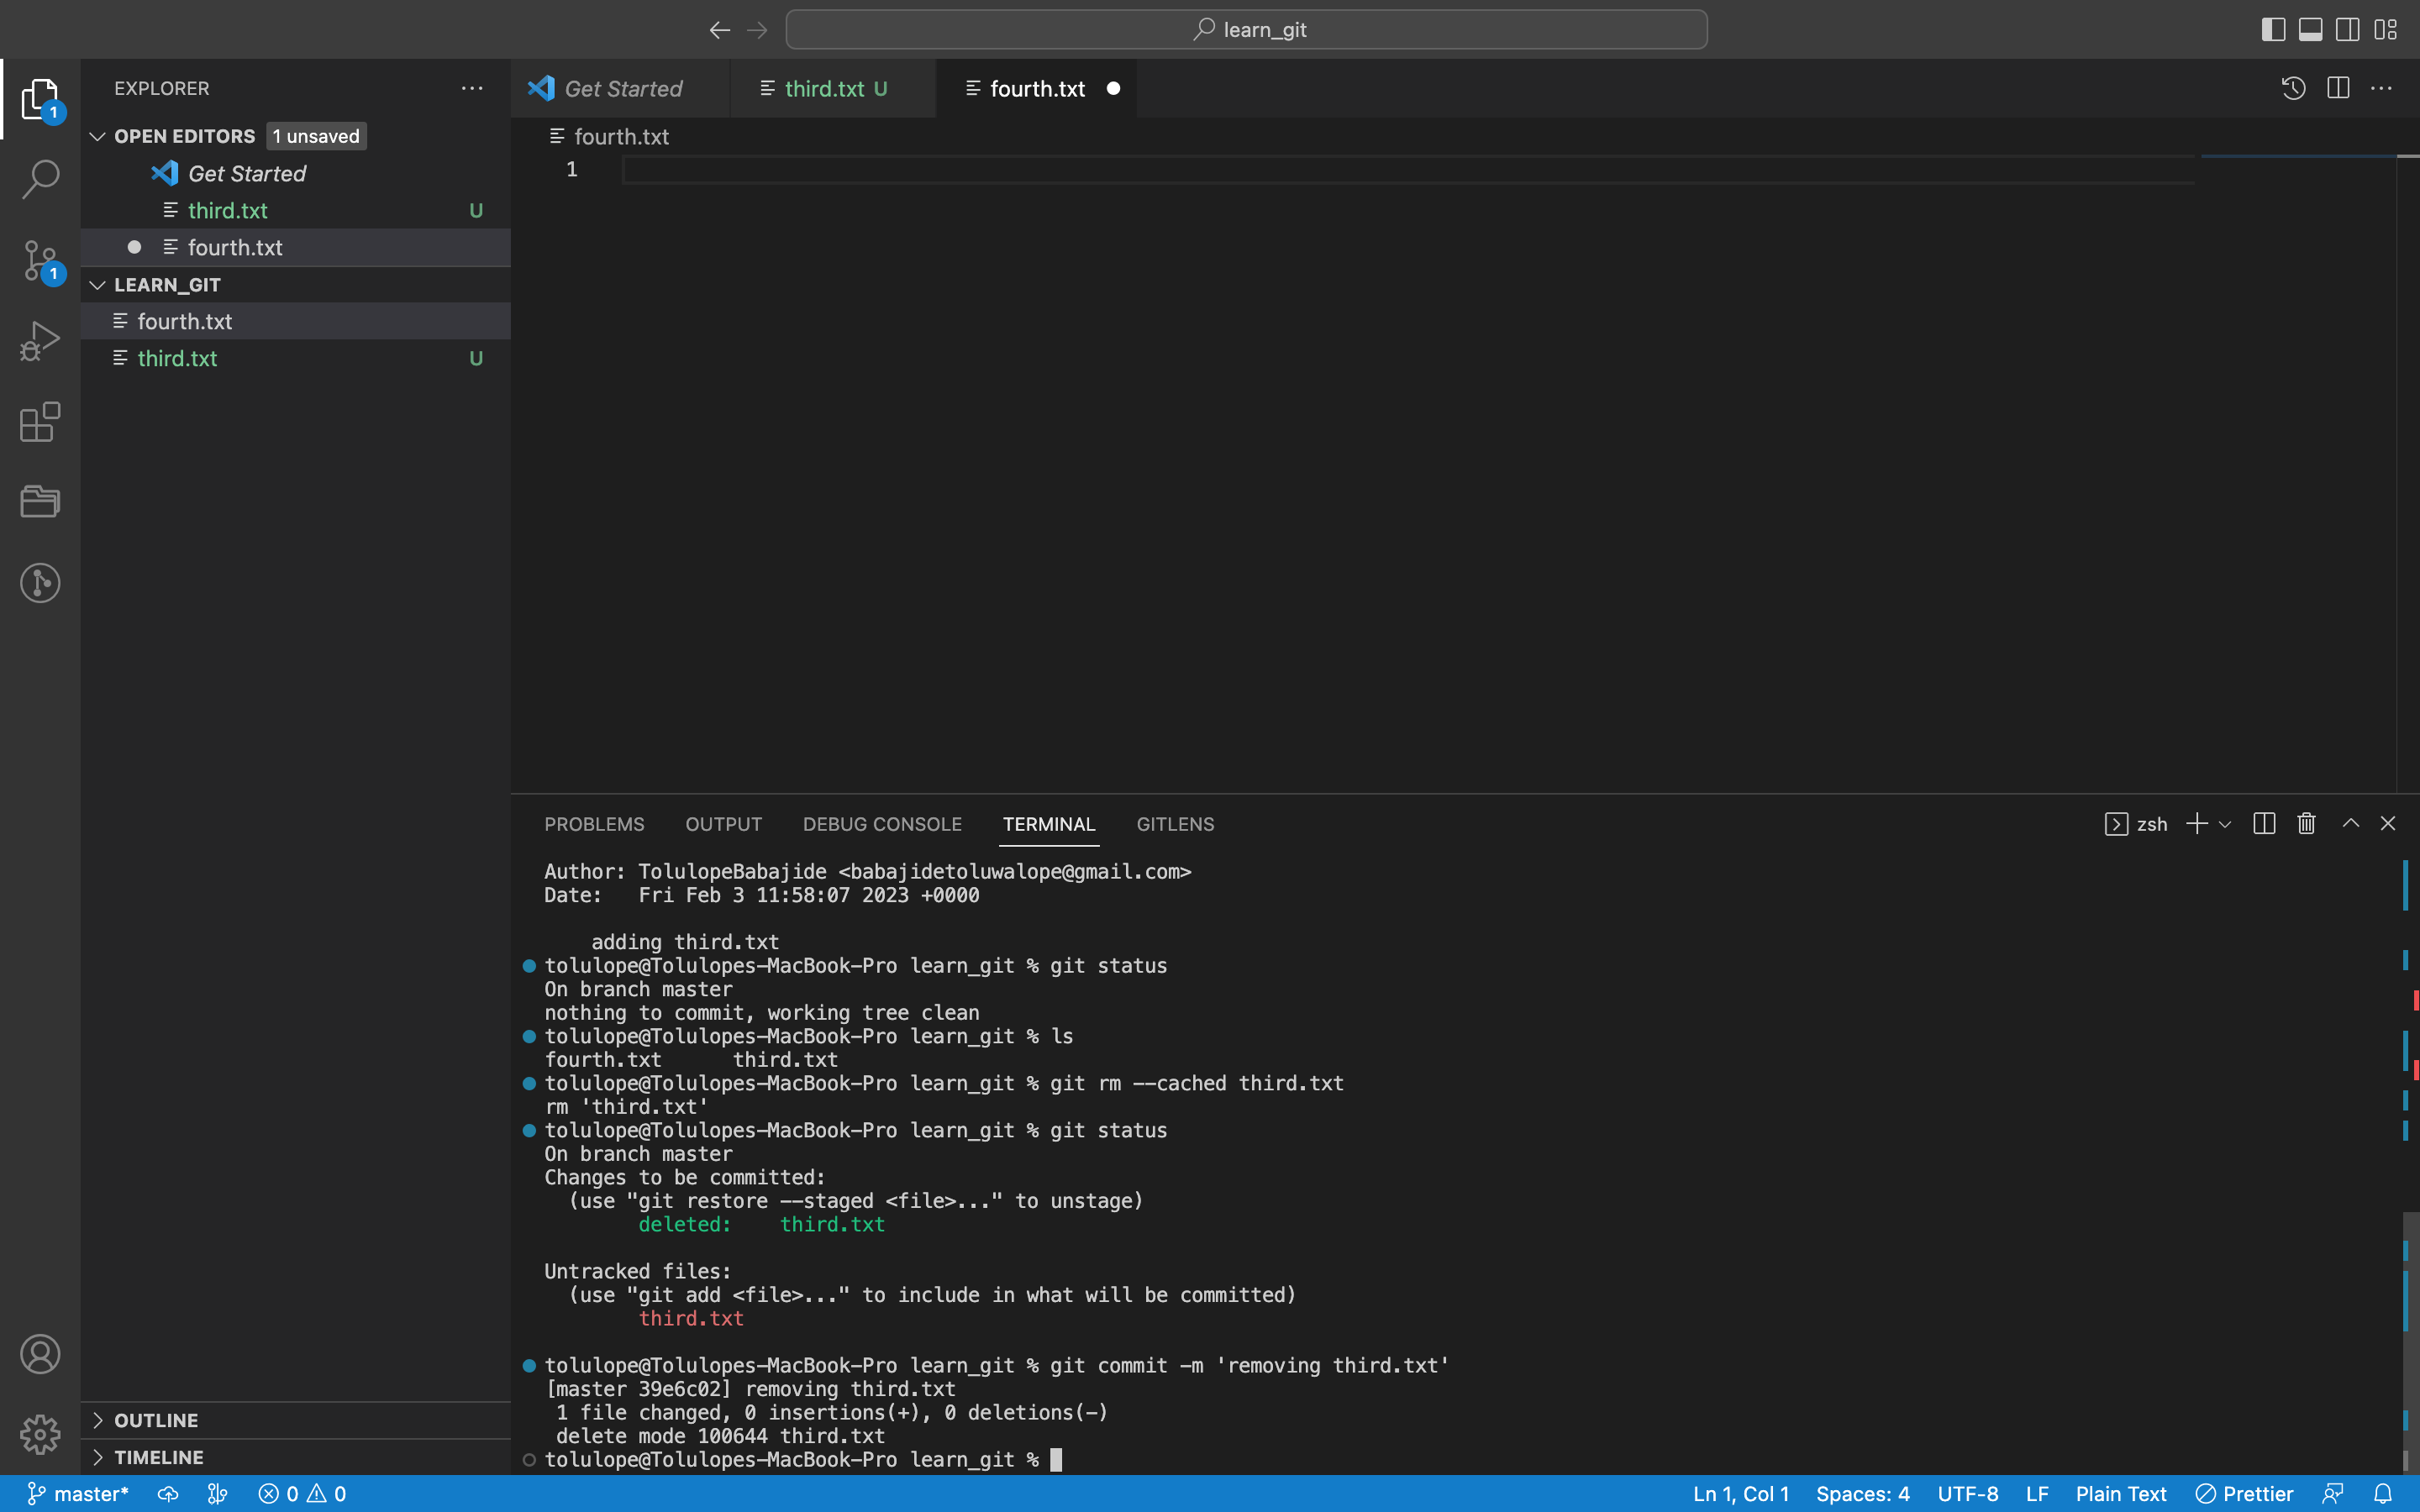 learn_git
EXPLORER
OPEN EDITORS 1 unsaved
Get Started
third.txt U
fourth.txt
LEARN_GIT
fourth.txt
third.txt U
OUTLINE
TIMELINE
1
1
Get Started
third.txt U
fourth.txt
fourth.txt
1
PROBLEMS OUTPUT DEBUG CONSOLE TERMINAL GITLENS
zsh
Author: TolulopeBabajide <babajidetoluwalope@gmail.com>
Date: Fri Feb 3 11:58:07 2023 +0000
adding third.txt
tolulope@Tolulopes-MacBook-Pro learn_git % git status
On branch master
nothing to commit, working tree clean
tolulope@Tolulopes-MacBook-Pro learn_git % ls
fourth.txt third.txt
tolulope@Tolulopes-MacBook-Pro learn_git % git rm --cached third.txt
rm 'third.txt'
tolulope@Tolulopes-MacBook-Pro learn_git % git status
On branch master
Changes to be committed:
(use "git restore --staged <file>..." to unstage)
deleted: third.txt
Untracked files:
(use "git add <file>..." to include in what will be committed)
third.txt
tolulope@Tolulopes-MacBook-Pro learn_git % git commit -m 'removing third.txt'
[master 39e6c02] removing third.txt
1 file changed, 0 insertions(+), 0 deletions(-)
delete mode 100644 third.txt
tolulope@Tolulopes-MacBook-Pro learn_git %
master* 0 0 Ln 1, Col 1 Spaces: 4 UTF-8 LF Plain Text Prettier